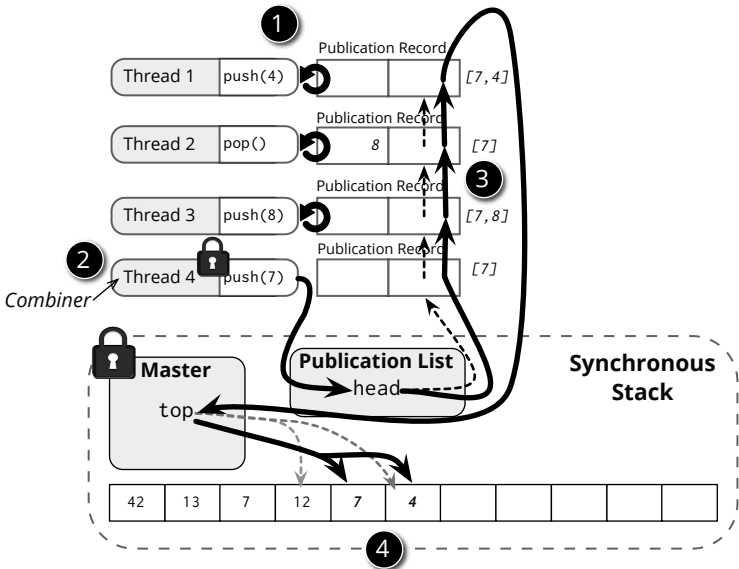 1
Publication Record
Thread 1 push(4) [7,4]
Publication Record
Thread 2 pop() 8 [7]
3
Publication Record
Thread 3 push(8) [7,8]
2
Publication Record
Thread 4 push(7) [7]
Combiner
Master
Publication List
Synchronous
Stack
head
top
42 13 7 12 7 4
4